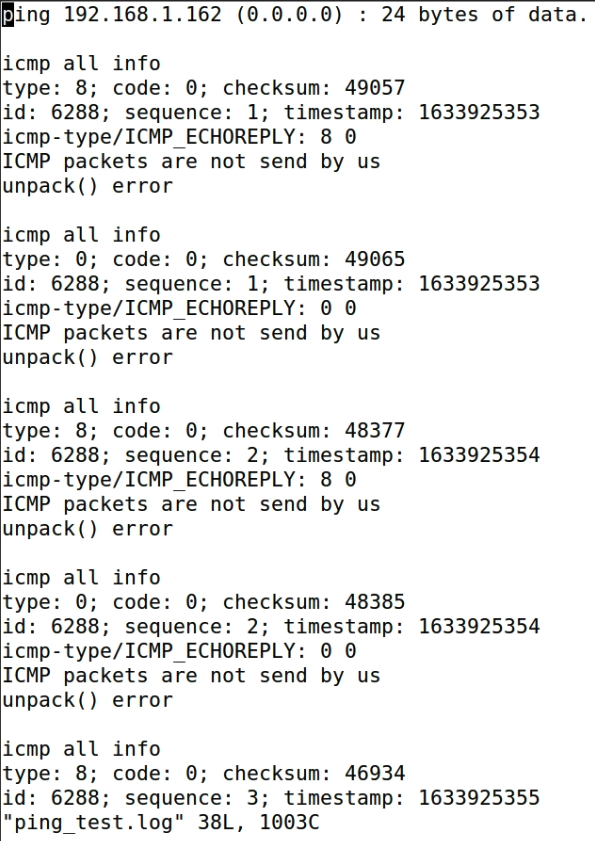 ping 192.168.1.162 (0.0.0.0) : 24 bytes of data.
icmp all info
type: 8; code: 0; checksum: 49057
id: 6288; sequence: 1; timestamp: 1633925353
icmp-type/ICMP_ECHOREPLY: 8 0
ICMP packets are not send by us
unpack() error
icmp all info
type: 0; code: 0; checksum: 49065
id: 6288; sequence: 1; timestamp: 1633925353
icmp-type/ICMP_ECHOREPLY: 0 0
ICMP packets are not send by us
unpack() error
icmp all info
type: 8; code: 0; checksum: 48377
id: 6288; sequence: 2; timestamp: 1633925354
icmp-type/ICMP_ECHOREPLY: 8 0
ICMP packets are not send by us
unpack() error
icmp all info
type: 0; code: 0; checksum: 48385
id: 6288; sequence: 2; timestamp: 1633925354
icmp-type/ICMP_ECHOREPLY: 0 0
ICMP packets are not send by us
unpack() error
icmp all info
type: 8; code: 0; checksum: 46934
id: 6288; sequence: 3; timestamp: 1633925355
"ping_test.log" 38L, 1003C